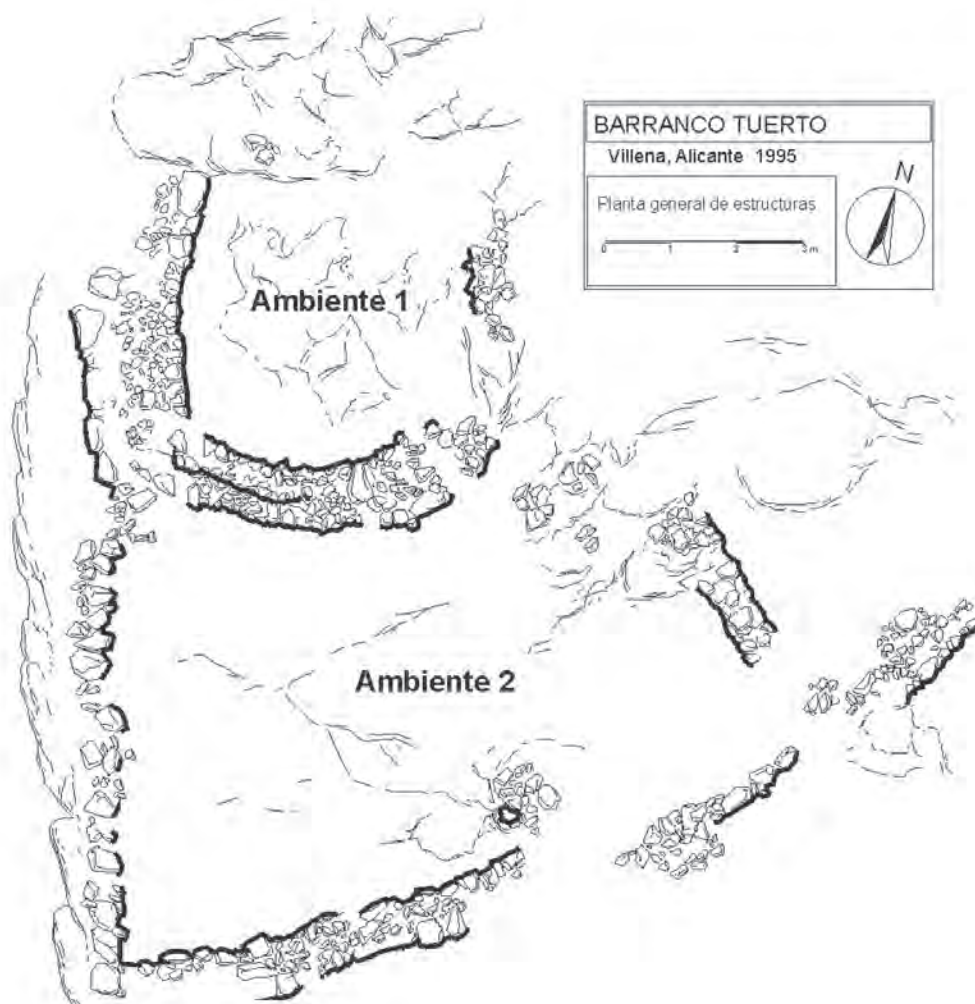 BARRANCO TUERTO
Villena, Alicante 1995
Planta general de estructuras
N
0 1 2 3 m
Ambiente 1
Ambiente 2